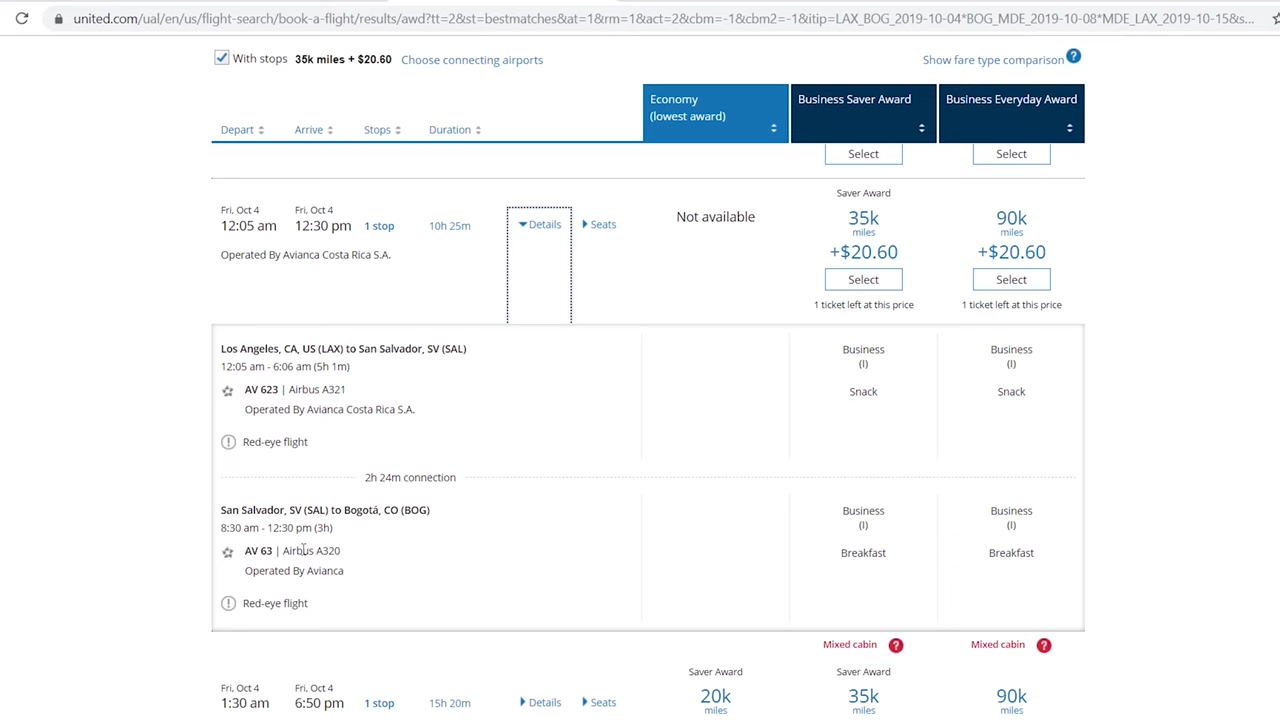 united.com/ual/en/us/flight-search/book-a-flight/results/awd?tt=2&st=bestmatches&at=1&rm=1&act=2&cbm=-1&cbm2=-1&itip=LAX_BOG_2019-10-04*BOG_MDE_2019-10-08*MDE_LAX_2019-10-15&s...
With stops 35k miles + $20.60 Choose connecting airports
Show fare type comparison ?
Economy
(lowest award)
Business Saver Award
Business Everyday Award
Depart Arrive Stops Duration
Select Select
Fri, Oct 4 Fri, Oct 4
12:05 am 12:30 pm 1 stop 10h 25m Details Seats
Operated By Avianca Costa Rica S.A.
Not available
Saver Award
35k
miles
+$20.60
Select
1 ticket left at this price
90k
miles
+$20.60
Select
1 ticket left at this price
Los Angeles, CA, US (LAX) to San Salvador, SV (SAL)
12:05 am - 6:06 am (5h 1m)
AV 623 | Airbus A321
Operated By Avianca Costa Rica S.A.
Red-eye flight
Business
(I)
Snack
Business
(I)
Snack
2h 24m connection
San Salvador, SV (SAL) to Bogotá, CO (BOG)
8:30 am - 12:30 pm (3h)
AV 63 | Airbus A320
Operated By Avianca
Red-eye flight
Business
(I)
Breakfast
Business
(I)
Breakfast
Mixed cabin ? Mixed cabin ?
Fri, Oct 4 Fri, Oct 4
1:30 am 6:50 pm 1 stop 15h 20m Details Seats
Saver Award
20k
miles
Saver Award
35k
miles
90k
miles